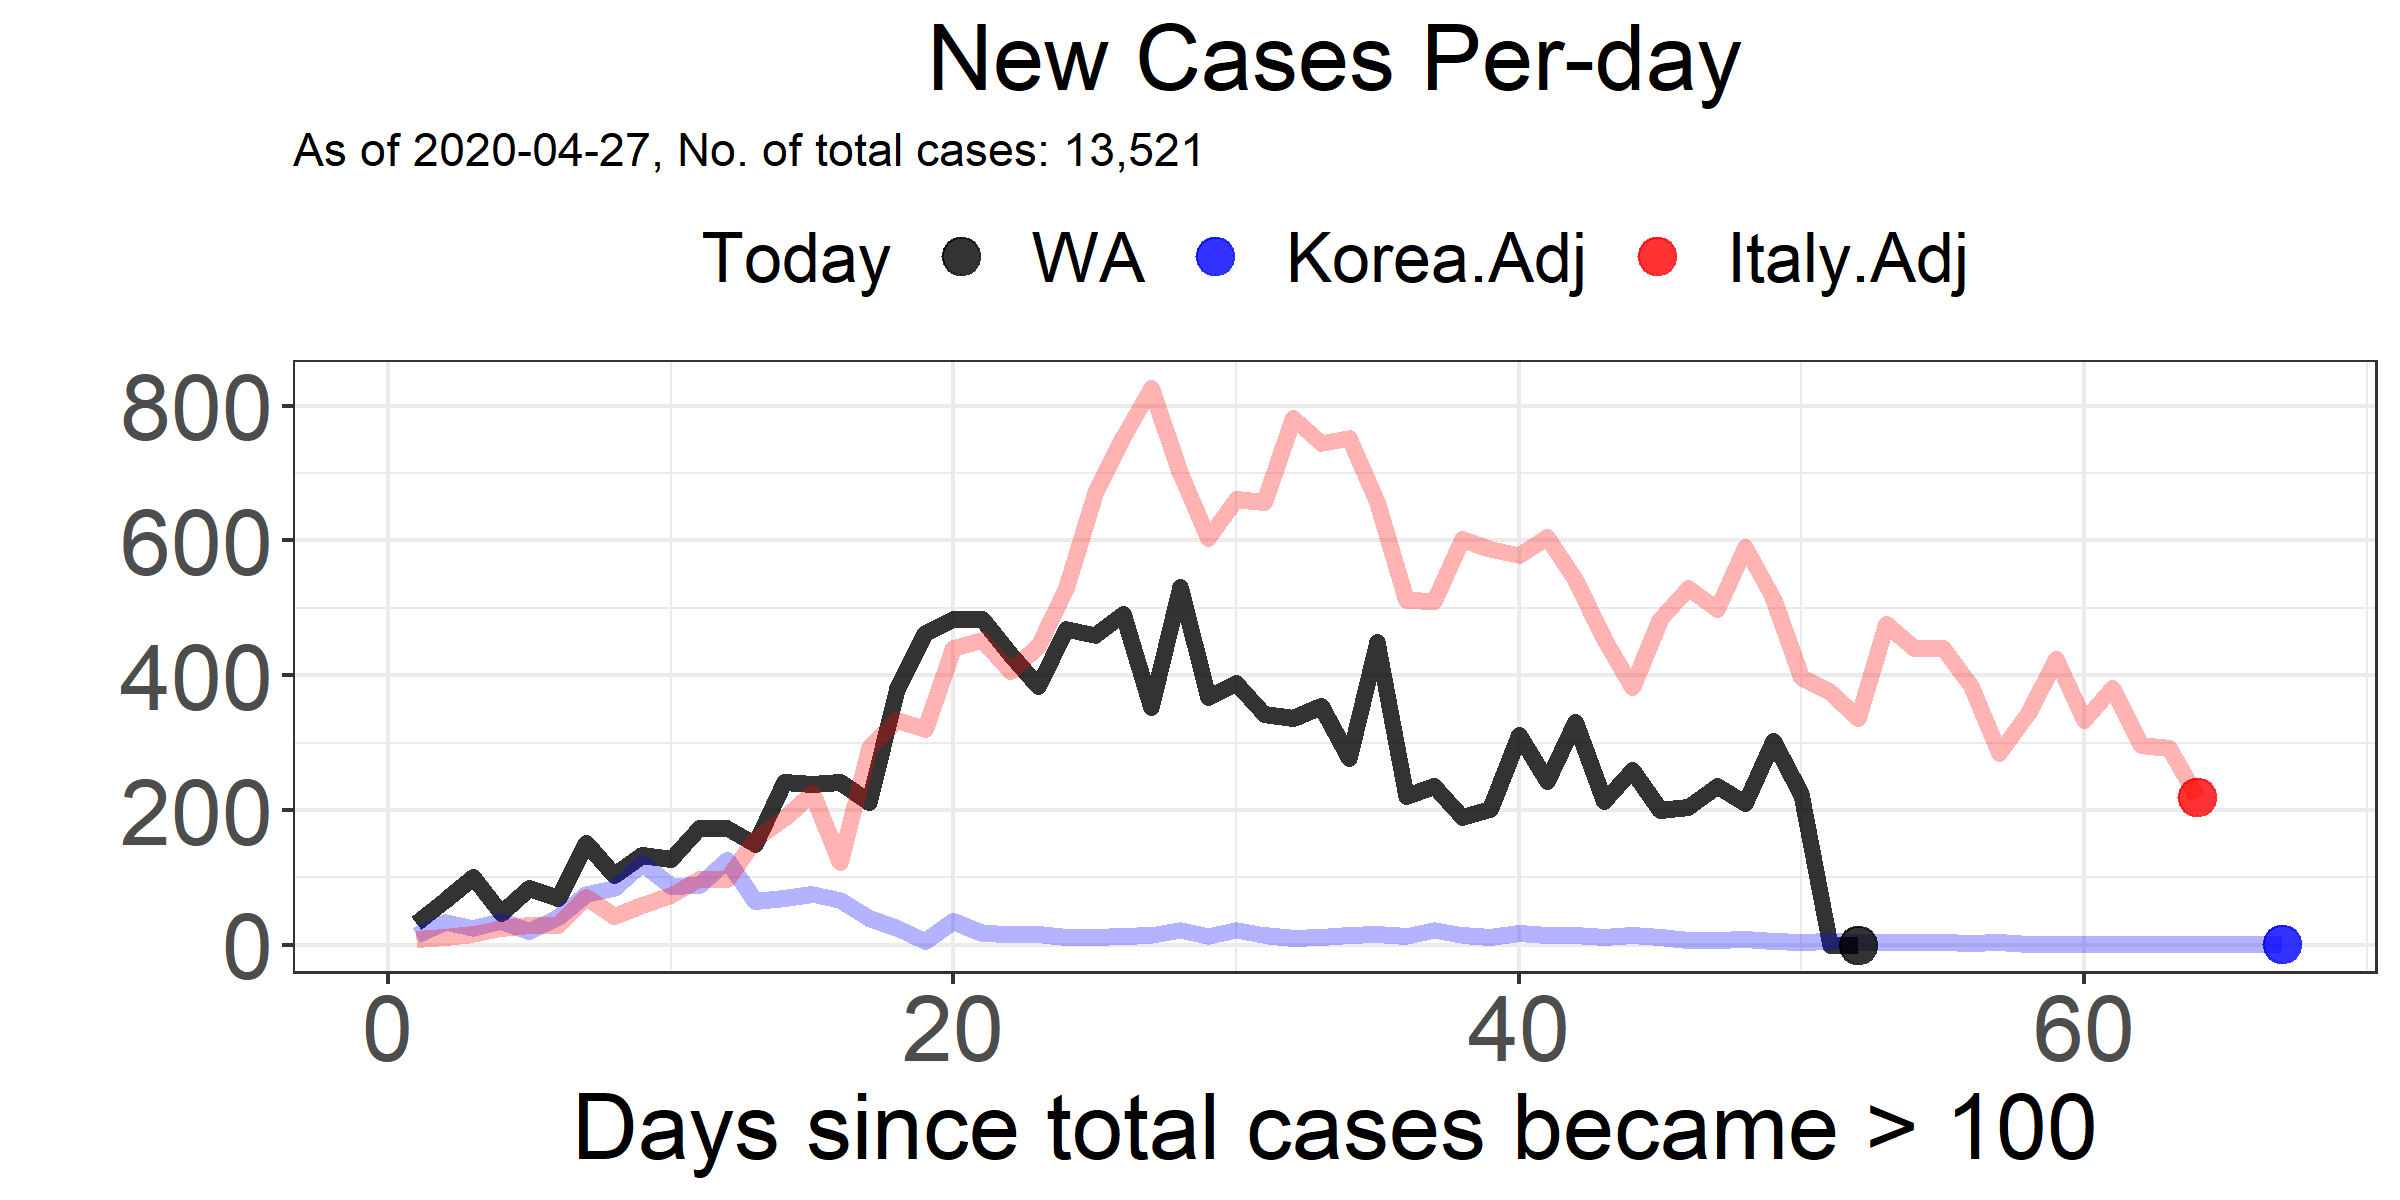 New Cases Per-day
As of 2020-04-27, No. of total cases: 13,521
Today WA Korea.Adj Italy.Adj
800
600
400
200
0
0 20 40 60
Days since total cases became > 100